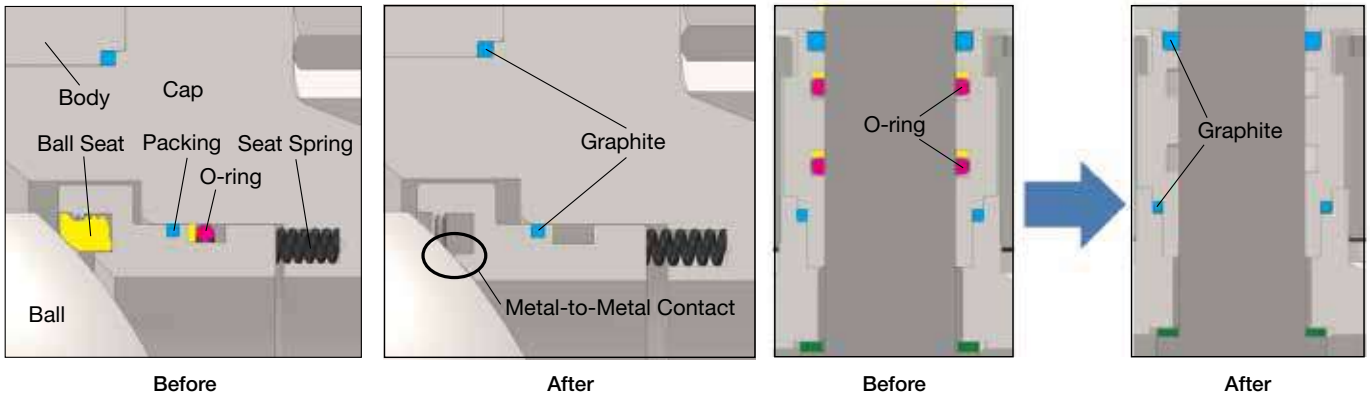 Body
Cap
Ball Seat
Packing
Seat Spring
O-ring
Ball
Before
Graphite
Metal-to-Metal Contact
After
O-ring
Before
Graphite
After